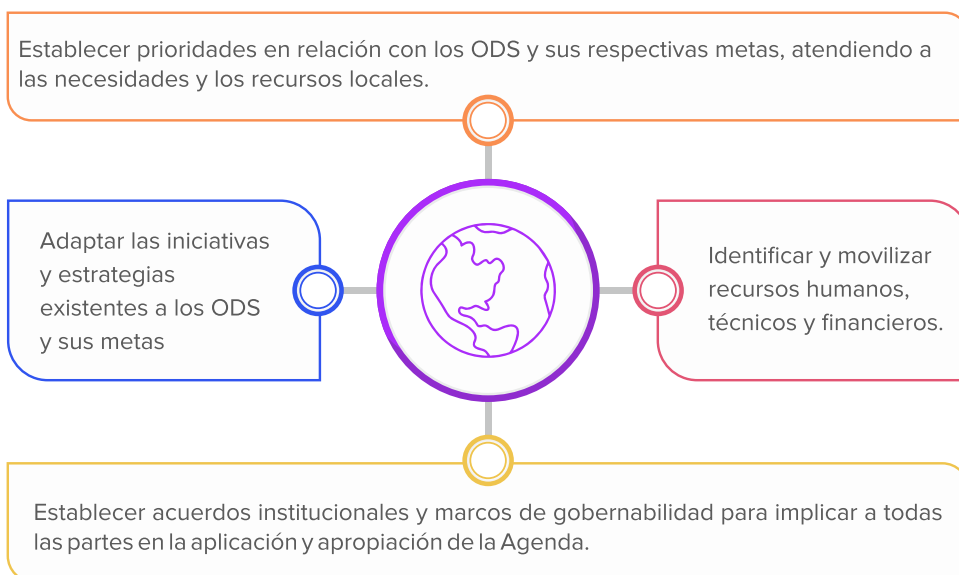 Establecer prioridades en relación con los ODS y sus respectivas metas, atendiendo a
las necesidades y los recursos locales.
Adaptar las iniciativas
y estrategias
existentes a los ODS
y sus metas
Identificar y movilizar
recursos humanos,
técnicos y financieros.
Establecer acuerdos institucionales y marcos de gobernabilidad para implicar a todas
las partes en la aplicación y apropiación de la Agenda.